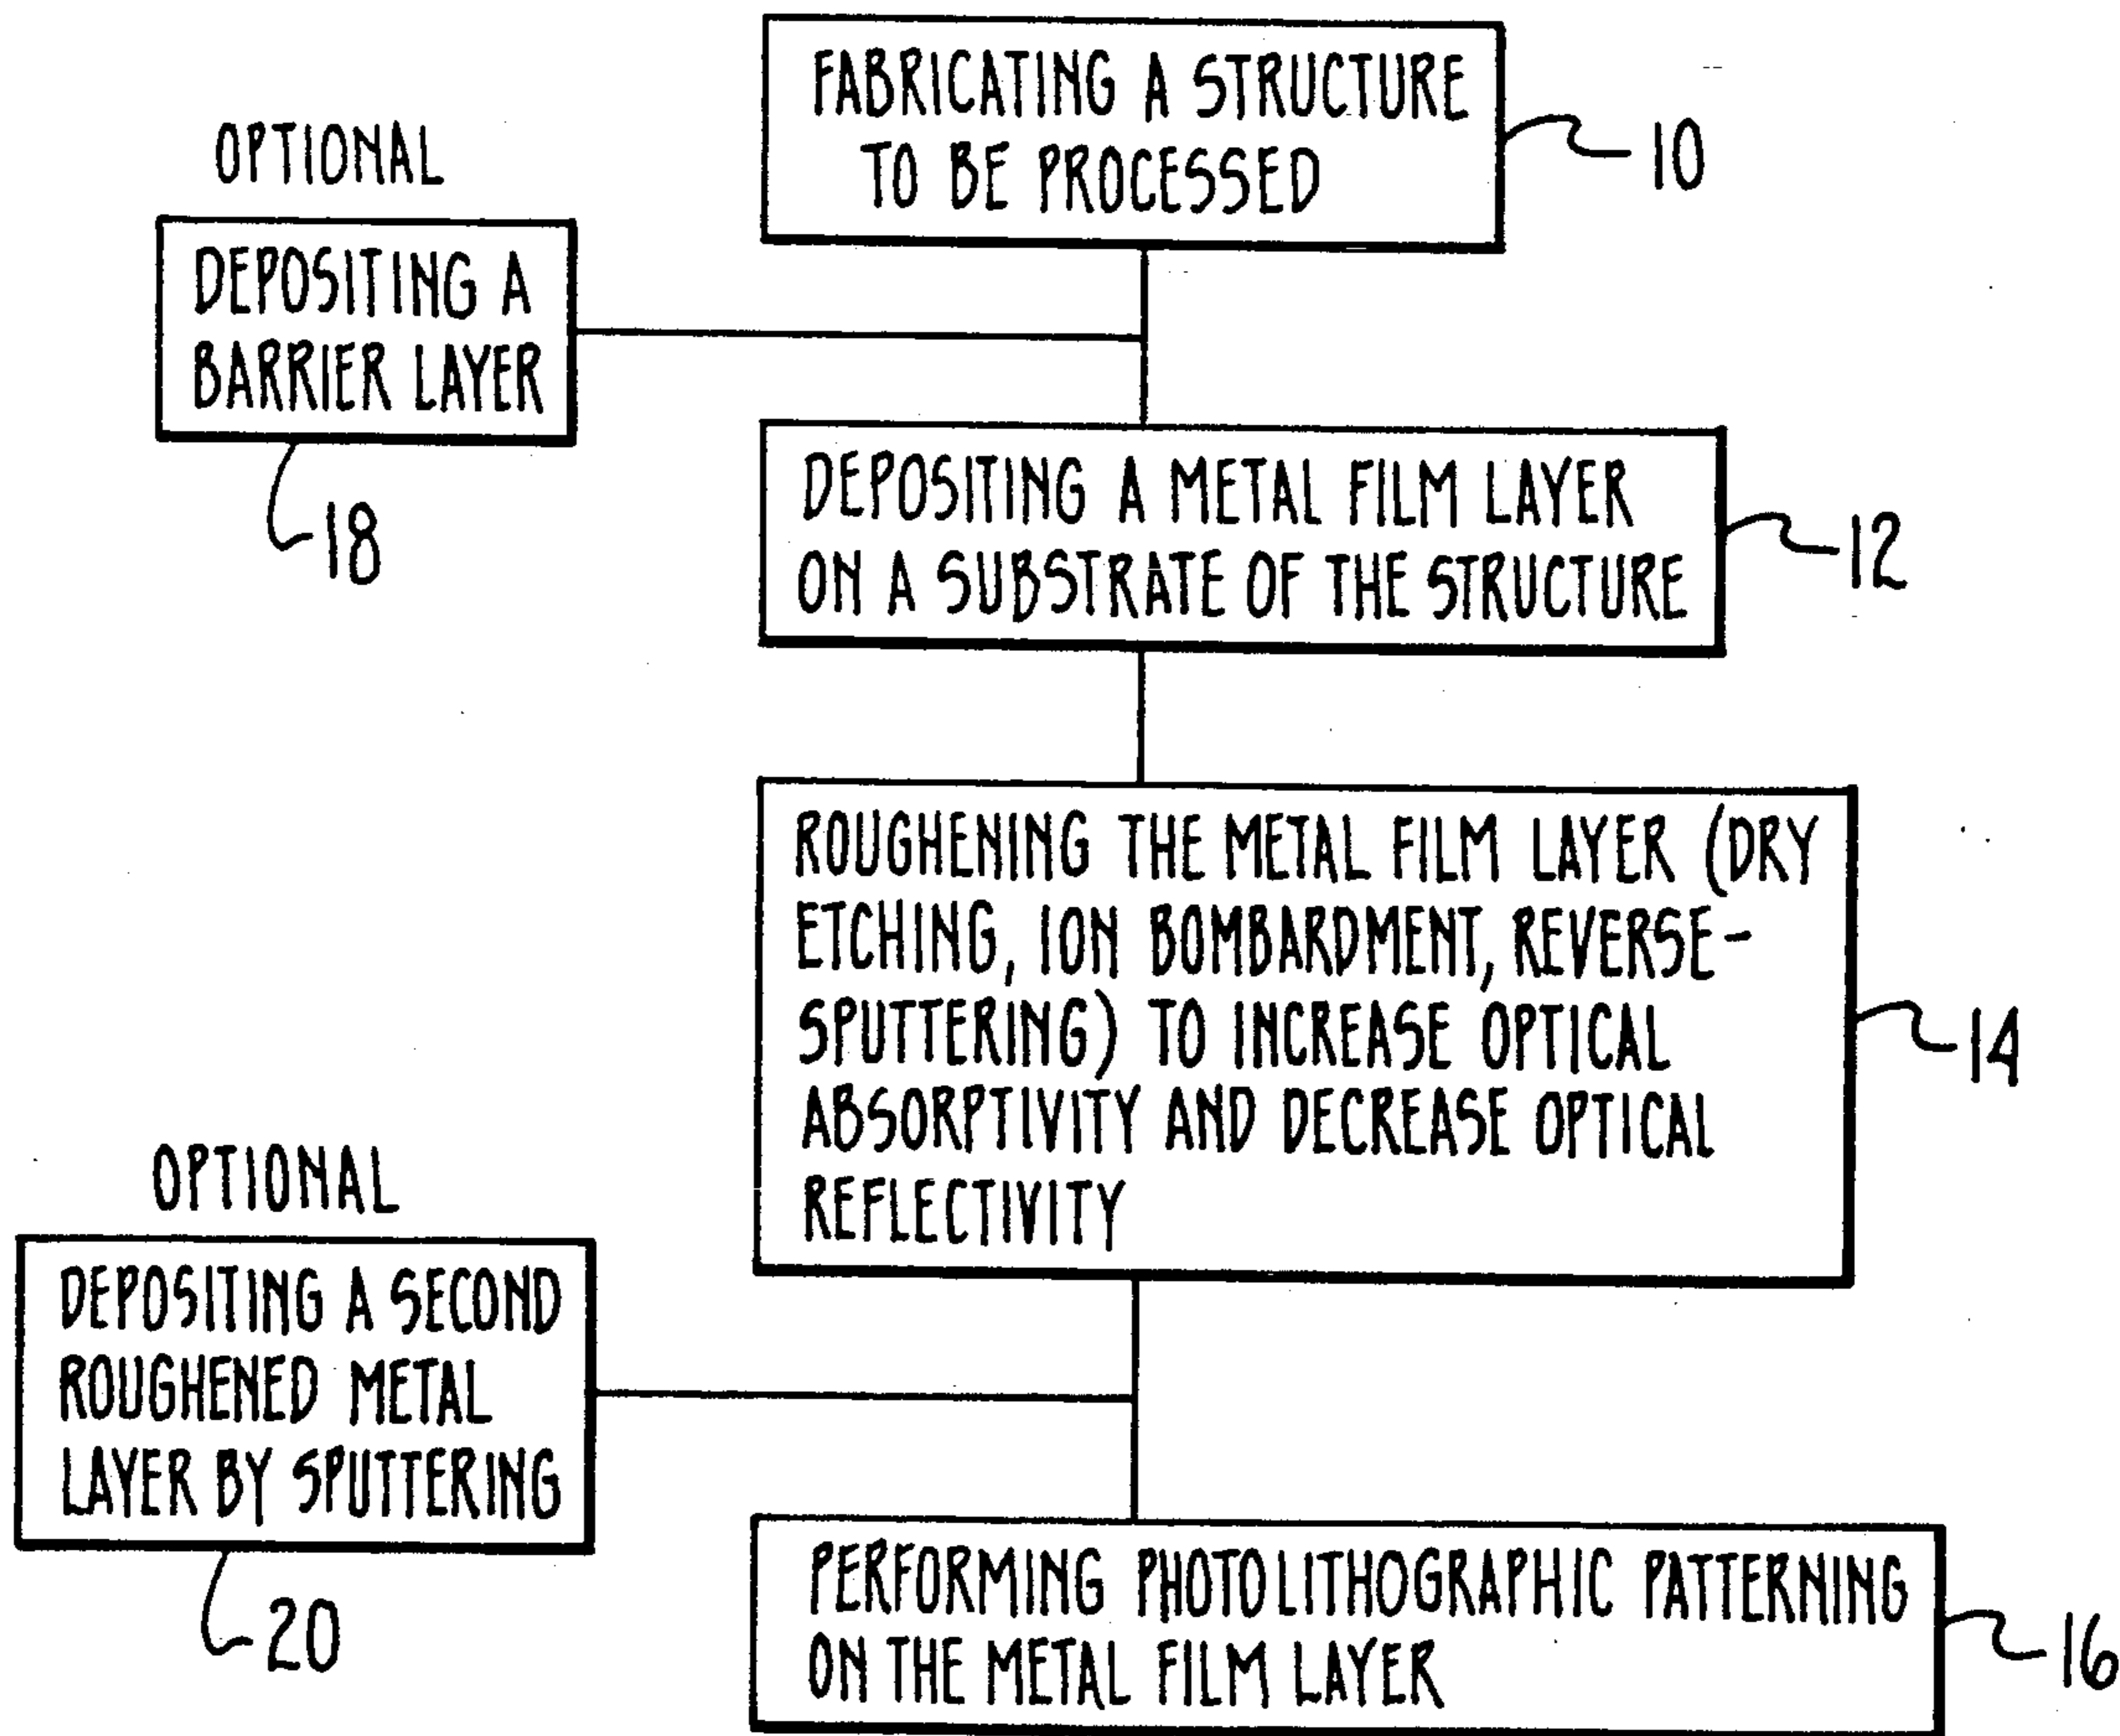 FABRICATING A STRUCTURE
TO BE PROCESSED
10
OPTIONAL
DEPOSITING A
BARRIER LAYER
18
DEPOSITING A METAL FILM LAYER
ON A SUBSTRATE OF THE STRUCTURE
12
ROUGHENING THE METAL FILM LAYER (DRY
ETCHING, ION BOMBARDMENT, REVERSE-
SPUTTERING) TO INCREASE OPTICAL
ABSORPTIVITY AND DECREASE OPTICAL
REFLECTIVITY
14
OPTIONAL
DEPOSITING A SECOND
ROUGHENED METAL
LAYER BY SPUTTERING
20
PERFORMING PHOTOLITHOGRAPHIC PATTERNING
ON THE METAL FILM LAYER
16